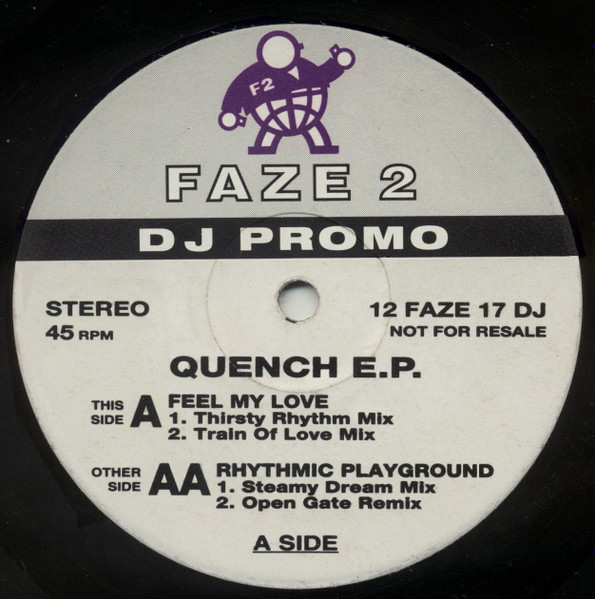 F2
FAZE 2
DJ PROMO
STEREO
45 RPM
12 FAZE 17 DJ
NOT FOR RESALE
QUENCH E.P.
THIS SIDE A FEEL MY LOVE
1. Thirsty Rhythm Mix
2. Train Of Love Mix
OTHER SIDE AA RHYTHMIC PLAYGROUND
1. Steamy Dream Mix
2. Open Gate Remix
A SIDE